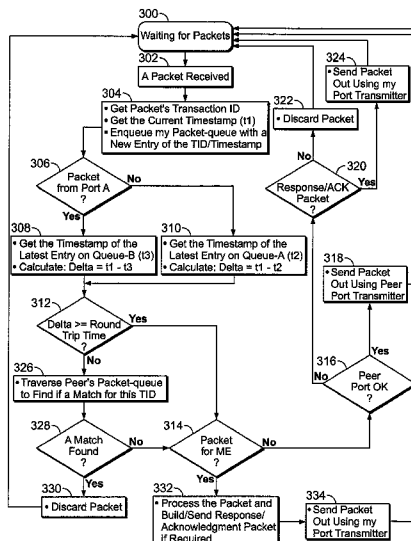 300
Waiting for Packets
302
A Packet Received
304
• Get Packet's Transaction ID
• Get the Current Timestamp (t1)
• Enqueue my Packet-queue with a
New Entry of the TID/Timestamp
306
Packet
from Port A
?
No
Yes
308
• Get the Timestamp of the
Latest Entry on Queue-B (t3)
• Calculate: Delta = t1 - t3
310
• Get the Timestamp of the
Latest Entry on Queue-A (t2)
• Calculate: Delta = t1 - t2
312
Delta >= Round
Trip Time
?
Yes
No
326
• Traverse Peer's Packet-queue
to Find if a Match for this TID
328
A Match
Found
?
No
Yes
330
• Discard Packet
314
Packet
for ME
?
No
Yes
332
• Process the Packet and
Build/Send Response/
Acknowledgment Packet
if Required
334
• Send Packet
Out Using my
Port Transmitter
316
Peer
Port OK
?
No
Yes
318
• Send Packet
Out Using Peer
Port Transmitter
320
Response/ACK
Packet
?
No
Yes
322
• Discard Packet
324
• Send Packet
Out Using my
Port Transmitter